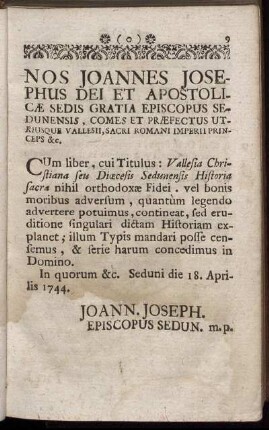 (o) 9
NOS JOANNES JOSE-
PHUS DEI ET APOSTOLI-
CÆ SEDIS GRATIA EPISCOPUS SE-
DUNENSIS, COMES ET PRÆFECTUS UT-
RIUSQUE VALLESII, SACRI ROMANI IMPERII PRIN-
CEPS &c.
CUm liber, cui Titulus: Vallesia Chri-
stiana seu Diœcesis Sedunensis Historia
sacra nihil orthodoxæ Fidei, vel bonis
moribus adversum, quantùm legendo
advertere potuimus, contineat, sed eru-
ditione singulari dictam Historiam ex-
planet; illum Typis mandari posse cen-
semus, & serie harum concedimus in
Domino.
In quorum &c. Seduni die 18. Apri-
lis 1744.
JOANN. JOSEPH.
EPISCOPUS SEDUN. m.p.